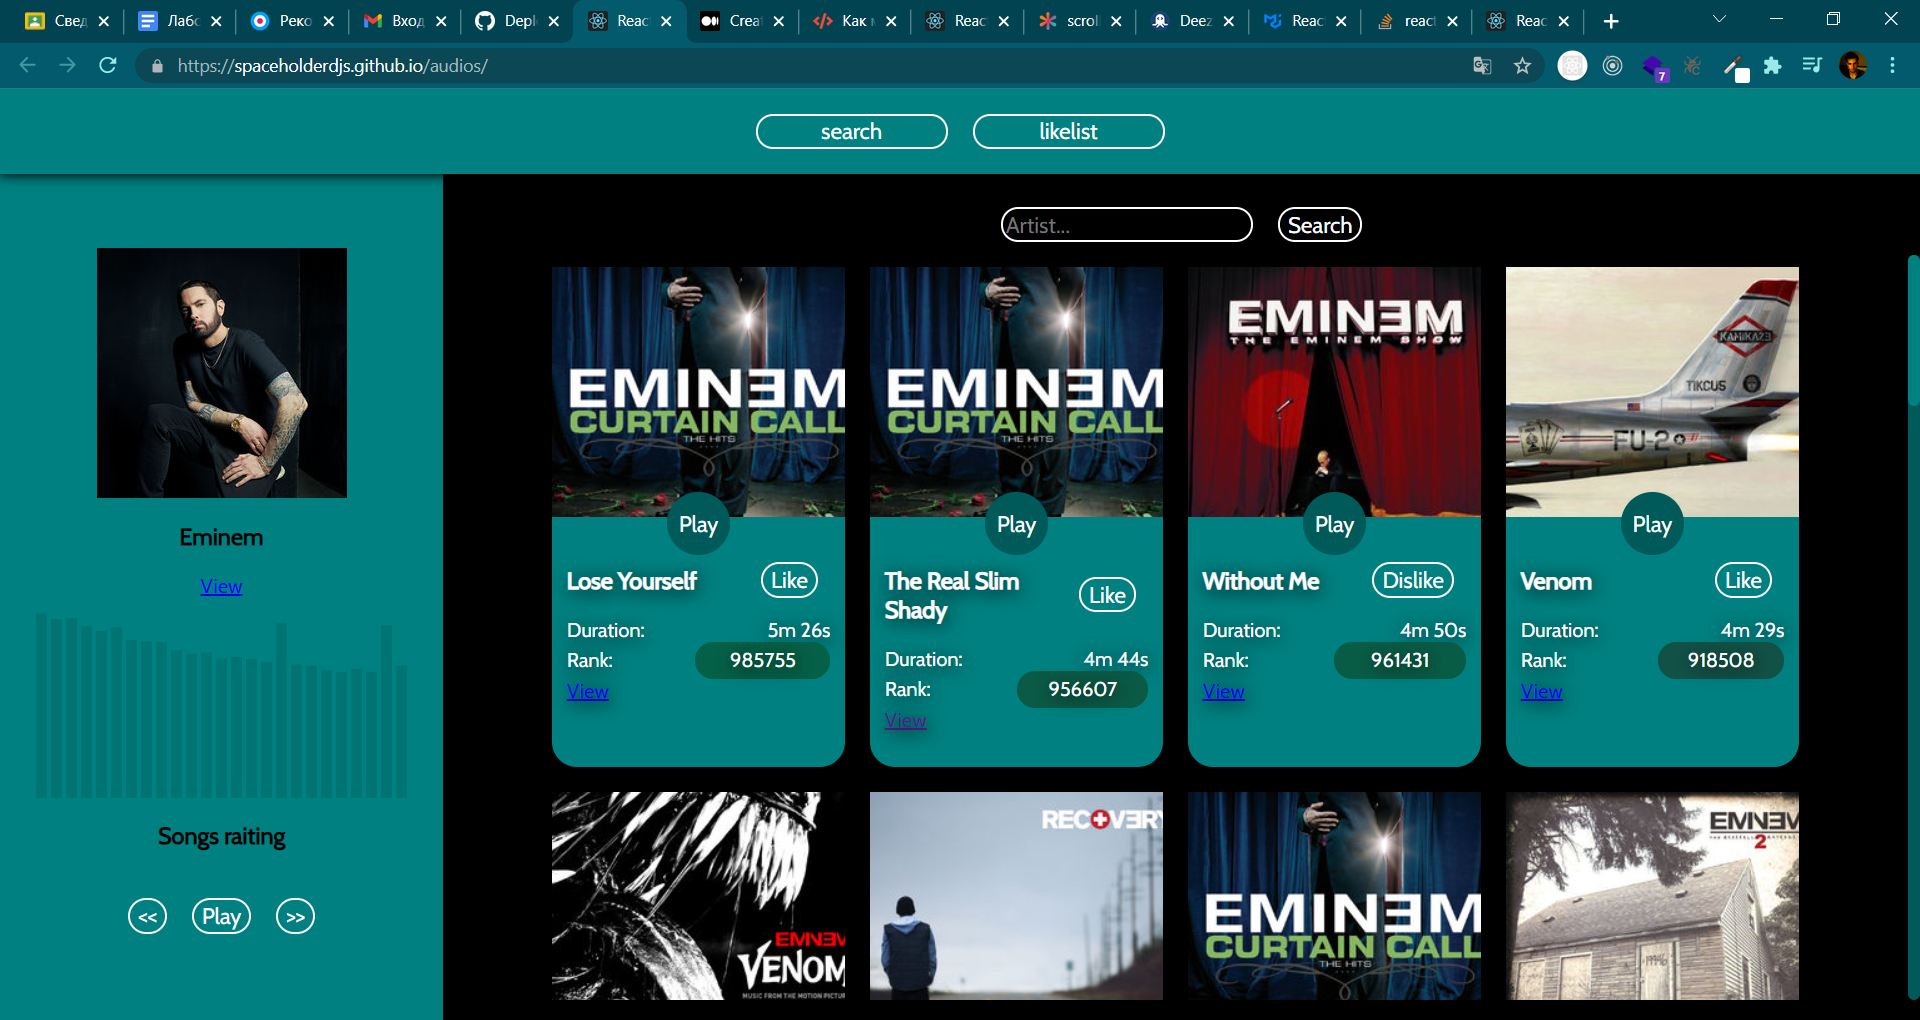 Свед
Лабо
Реко
Вход
Depl
Reac
Creat
Как м
Reac
scroll
Deez
Reac
react
Reac
https://spaceholderdjs.github.io/audios/
7
search
likelist
Artist...
Search
EMINEM
CURTAIN CALL
THE HITS
EMINEM
CURTAIN CALL
THE HITS
EMINEM
THE EMINEM SHOW
KAMIKAZE
TIKCUS
FU-2
Play
Play
Play
Play
Eminem
View
Lose Yourself
Like
Duration:
5m 26s
Rank:
985755
View
The Real Slim
Shady
Like
Duration:
4m 44s
Rank:
956607
View
Without Me
Dislike
Duration:
4m 50s
Rank:
961431
View
Venom
Like
Duration:
4m 29s
Rank:
918508
View
Songs raiting
<<
Play
>>
EMINEM
VENOM
MUSIC FROM THE MOTION PICTUR
RECOVERY
EMINEM
CURTAIN CALL
THE HITS
EMINEM
2